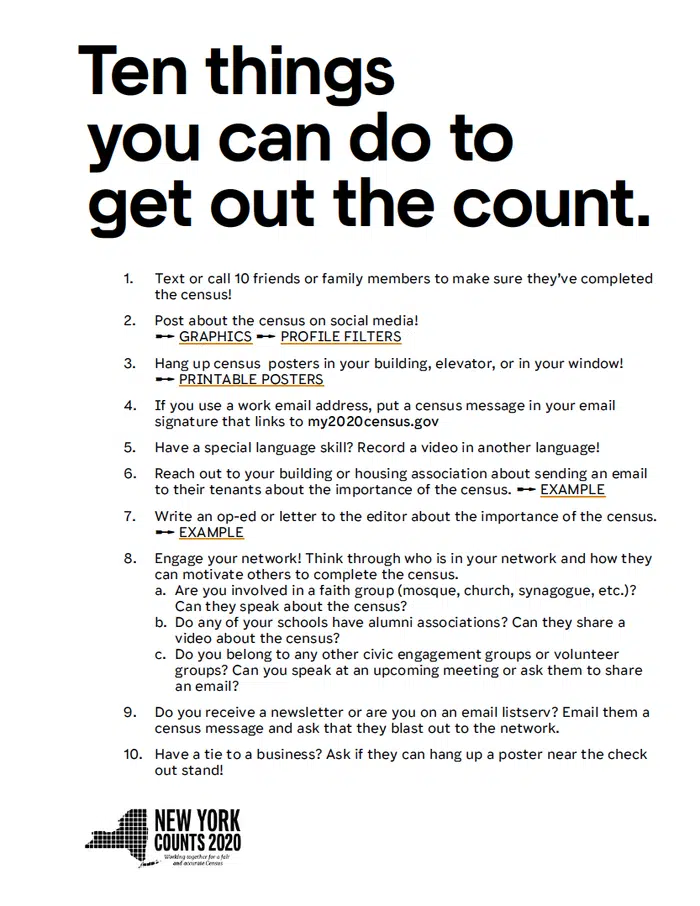 Ten things
you can do to
get out the count.
1. Text or call 10 friends or family members to make sure they've completed
the census!
2. Post about the census on social media!
GRAPHICS PROFILE FILTERS
3. Hang up census  posters in your building, elevator, or in your window!
PRINTABLE POSTERS
4. If you use a work email address, put a census message in your email
signature that links to my2020census.gov
5. Have a special language skill? Record a video in another language!
6. Reach out to your building or housing association about sending an email
to their tenants about the importance of the census. EXAMPLE
7. Write an op-ed or letter to the editor about the importance of the census.
EXAMPLE
8. Engage your network! Think through who is in your network and how they
can motivate others to complete the census.
a. Are you involved in a faith group (mosque, church, synagogue, etc.)?
Can they speak about the census?
b. Do any of your schools have alumni associations? Can they share a
video about the census?
c. Do you belong to any other civic engagement groups or volunteer
groups? Can you speak at an upcoming meeting or ask them to share
an email?
9. Do you receive a newsletter or are you on an email listserv? Email them a
census message and ask that they blast out to the network.
10. Have a tie to a business? Ask if they can hang up a poster near the check
out stand!
NEW YORK
COUNTS 2020
Working together for a fair
and accurate Census